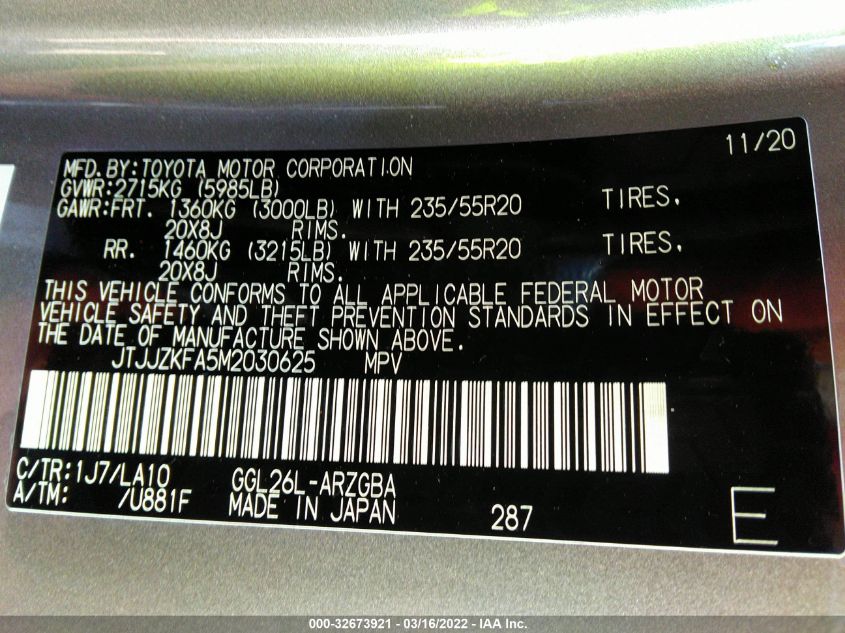 11/20
MFD.BY:TOYOTA MOTOR CORPORATION
GVWR:2715KG (5985LB)
GAWR:FRT. 1360KG (3000LB) WITH 235/55R20 TIRES,
20X8J RIMS.
RR. 1460KG (3215LB) WITH 235/55R20 TIRES,
20X8J RIMS.
THIS VEHICLE CONFORMS TO ALL APPLICABLE FEDERAL MOTOR
VEHICLE SAFETY AND THEFT PREVENTION STANDARDS IN EFFECT ON
THE DATE OF MANUFACTURE SHOWN ABOVE.
JTJJZKFA5M2030625 MPV
C/TR:1J7/LA10 GGL26L-ARZGBA
A/TM: /U881F MADE IN JAPAN 287 E
000-32673921 - 03/16/2022 - IAA Inc.